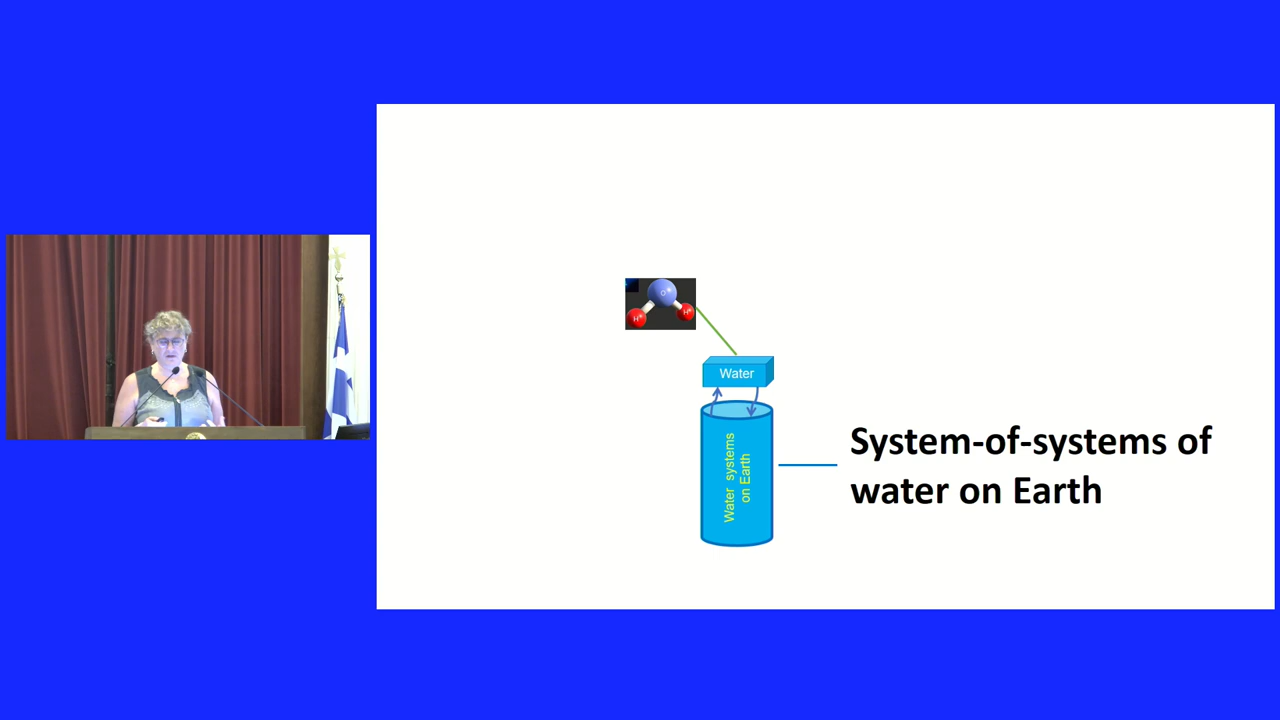 O
H
H
Water
Water systems
on Earth
System-of-systems of
water on Earth